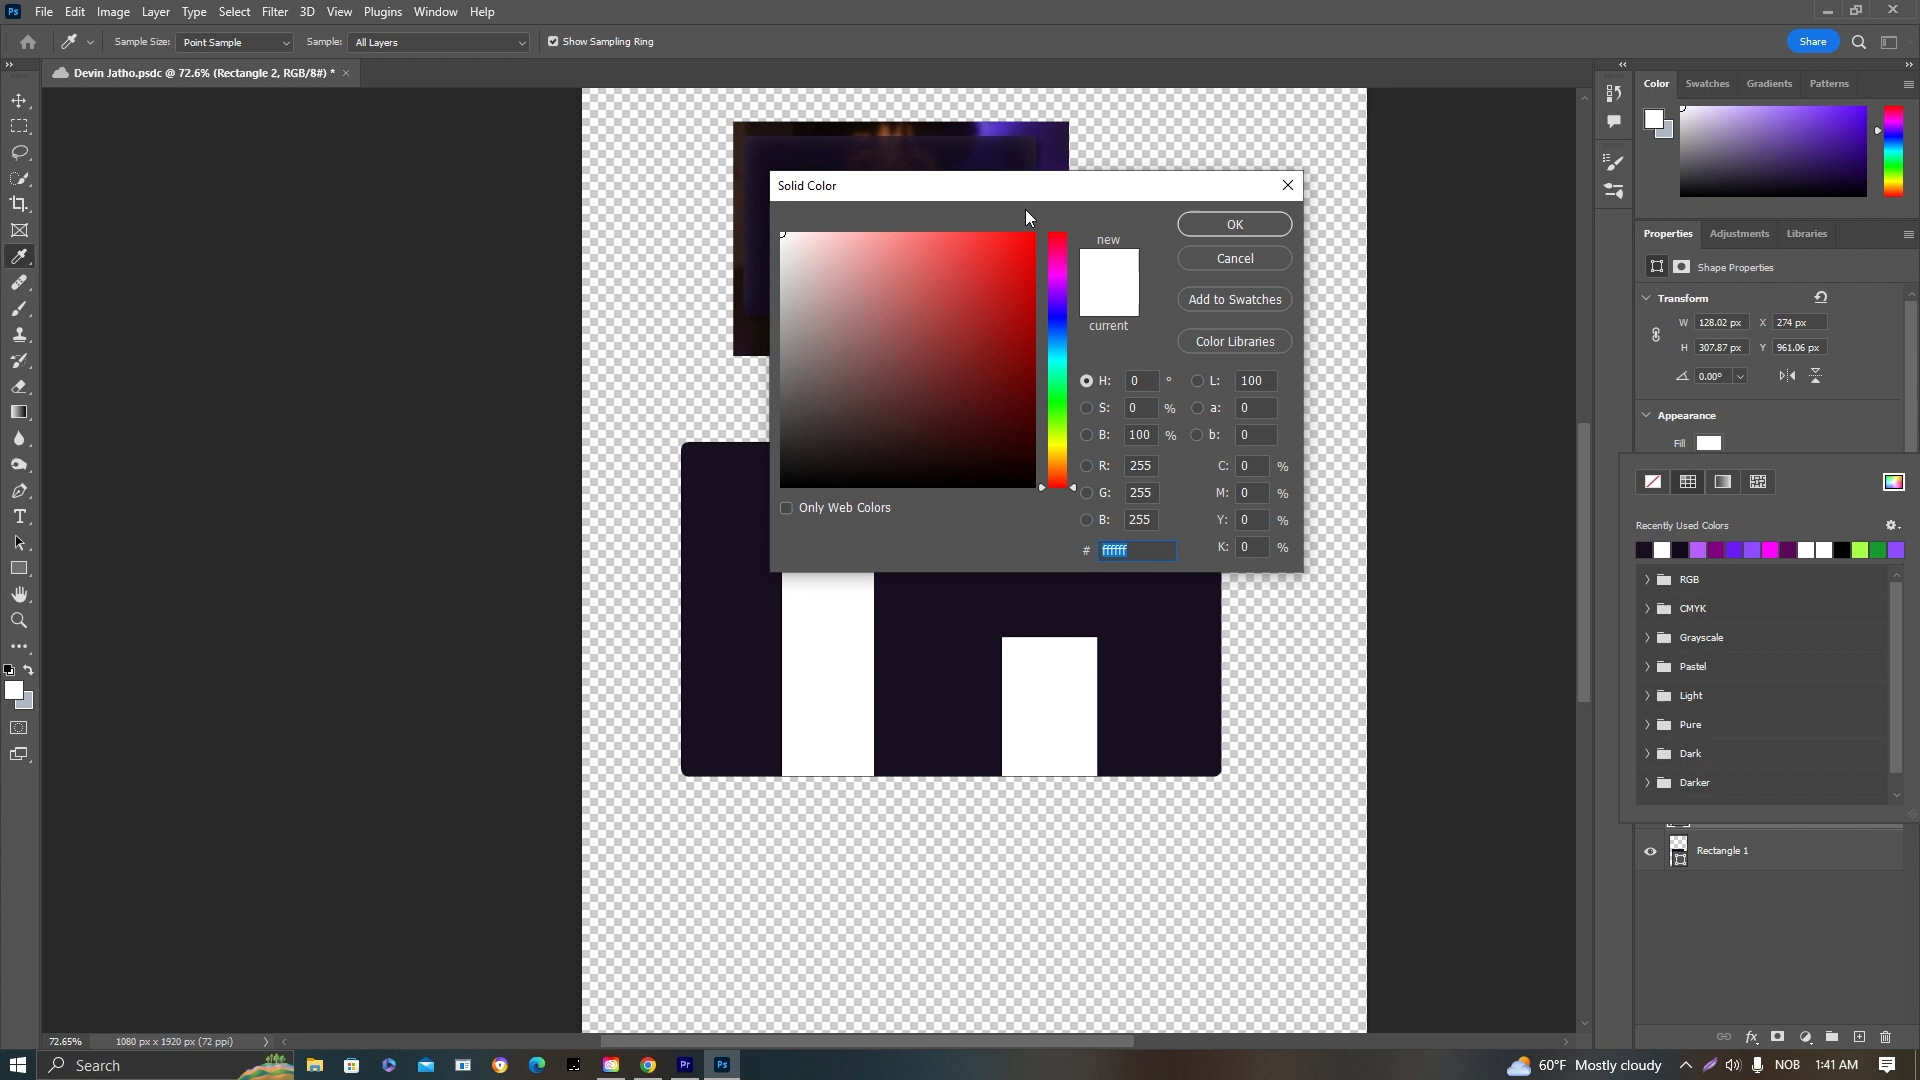 Ps File Edit Image Layer Type Select Filter 3D View Plugins Window Help
Sample Size: Point Sample Sample: All Layers Show Sampling Ring Share
Devin Jatho.psdc @ 72.6% (Rectangle 2, RGB/8#) *
Color Swatches Gradients Patterns
Solid Color
new
OK
Cancel
Add to Swatches
current
Color Libraries
H: 0 ° L: 100
S: 0 % a: 0
B: 100 % b: 0
R: 255 C: 0 %
G: 255 M: 0 %
B: 255 Y: 0 %
# ffffff K: 0 %
Only Web Colors
Properties Adjustments Libraries
Shape Properties
Transform
W 128.02 px X 274 px
H 307.87 px Y 961.06 px
0.00°
Appearance
Fill
Recently Used Colors
RGB
CMYK
Grayscale
Pastel
Light
Pure
Dark
Darker
Rectangle 1
fx
72.65% 1080 px x 1920 px (72 ppi)
Search Pr Ps 60°F Mostly cloudy NOB 1:41 AM